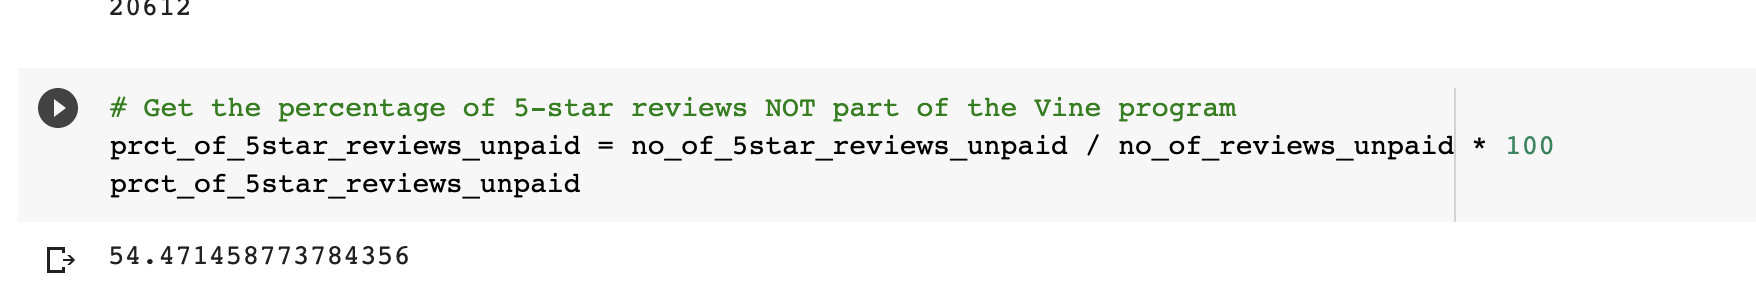 20612
# Get the percentage of 5-star reviews NOT part of the Vine program
prct_of_5star_reviews_unpaid = no_of_5star_reviews_unpaid / no_of_reviews_unpaid * 100
prct_of_5star_reviews_unpaid
54.471458773784356